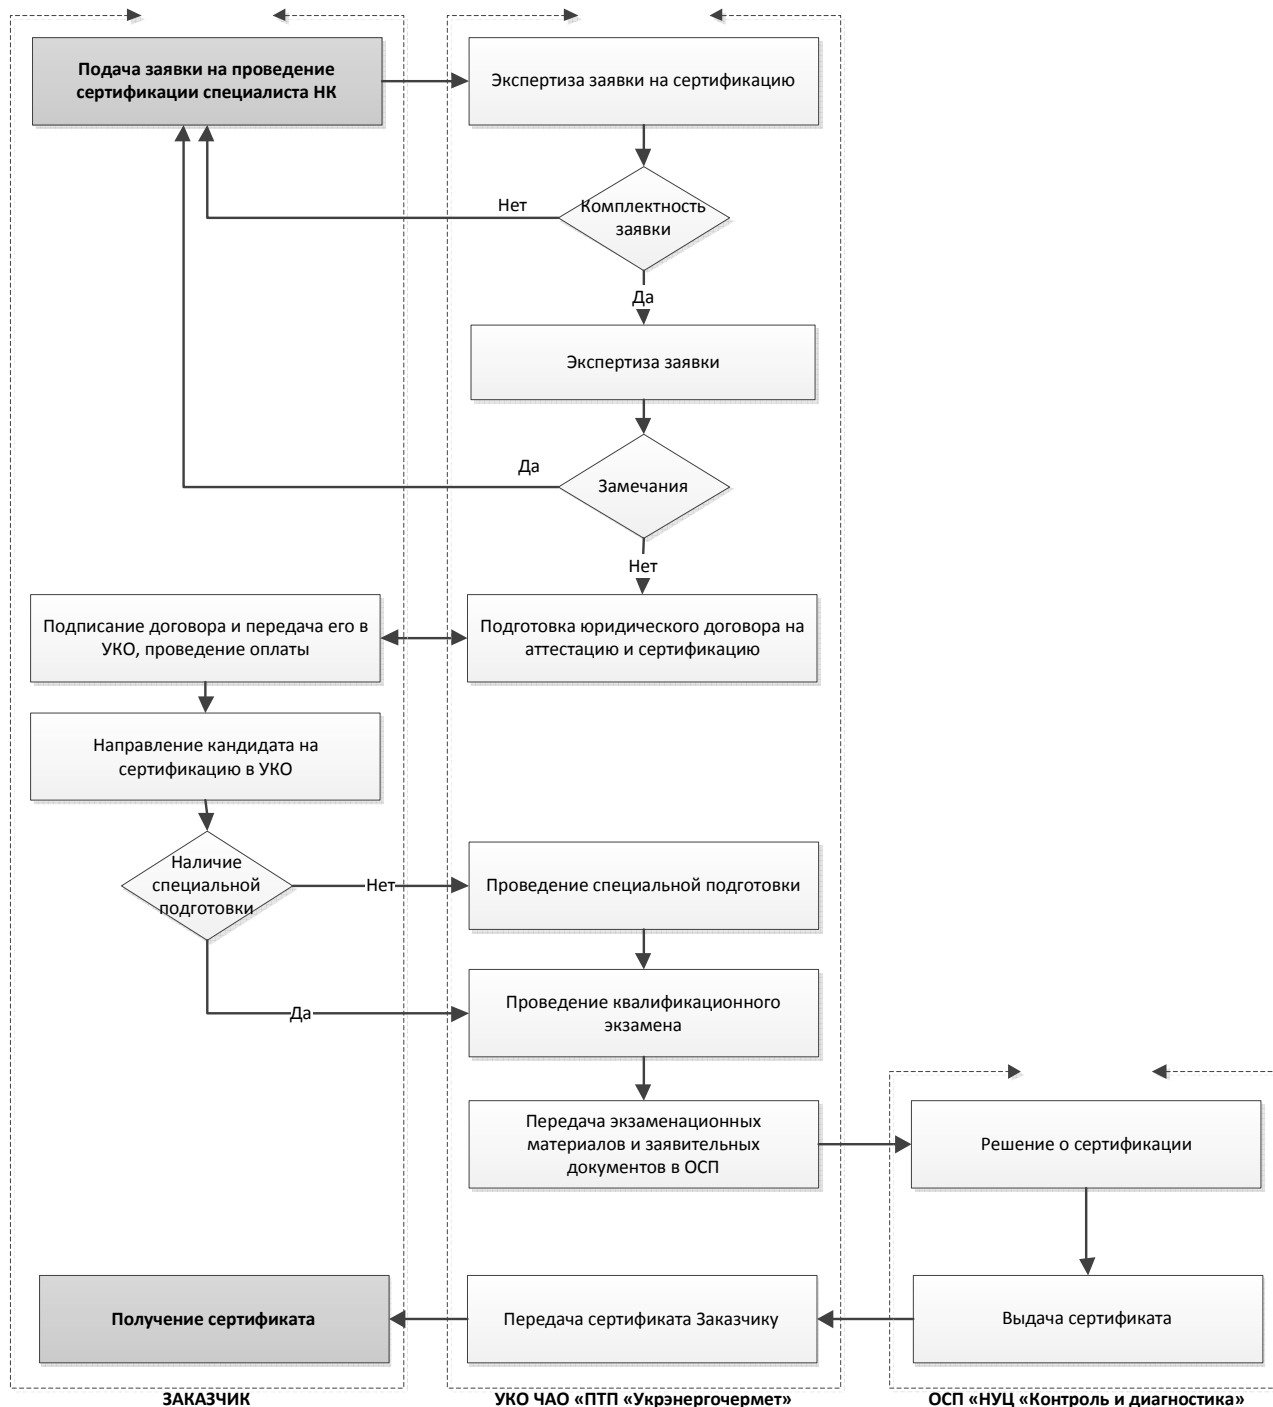 Подача заявки на проведение
сертификации специалиста НК
Экспертиза заявки на сертификацию
Нет
Комплектность
заявки
Да
Экспертиза заявки
Да
Замечания
Нет
Подписание договора и передача его в
УКО, проведение оплаты
Подготовка юридического договора на
аттестацию и сертификацию
Направление кандидата на
сертификацию в УКО
Наличие
специальной
подготовки
Нет
Проведение специальной подготовки
Да
Проведение квалификационного
экзамена
Передача экзаменационных
материалов и заявительных
документов в ОСП
Решение о сертификации
Получение сертификата
Передача сертификата Заказчику
Выдача сертификата
ЗАКАЗЧИК
УКО ЧАО «ПТП «Укрэнергочермет»
ОСП «НУЦ «Контроль и диагностика»